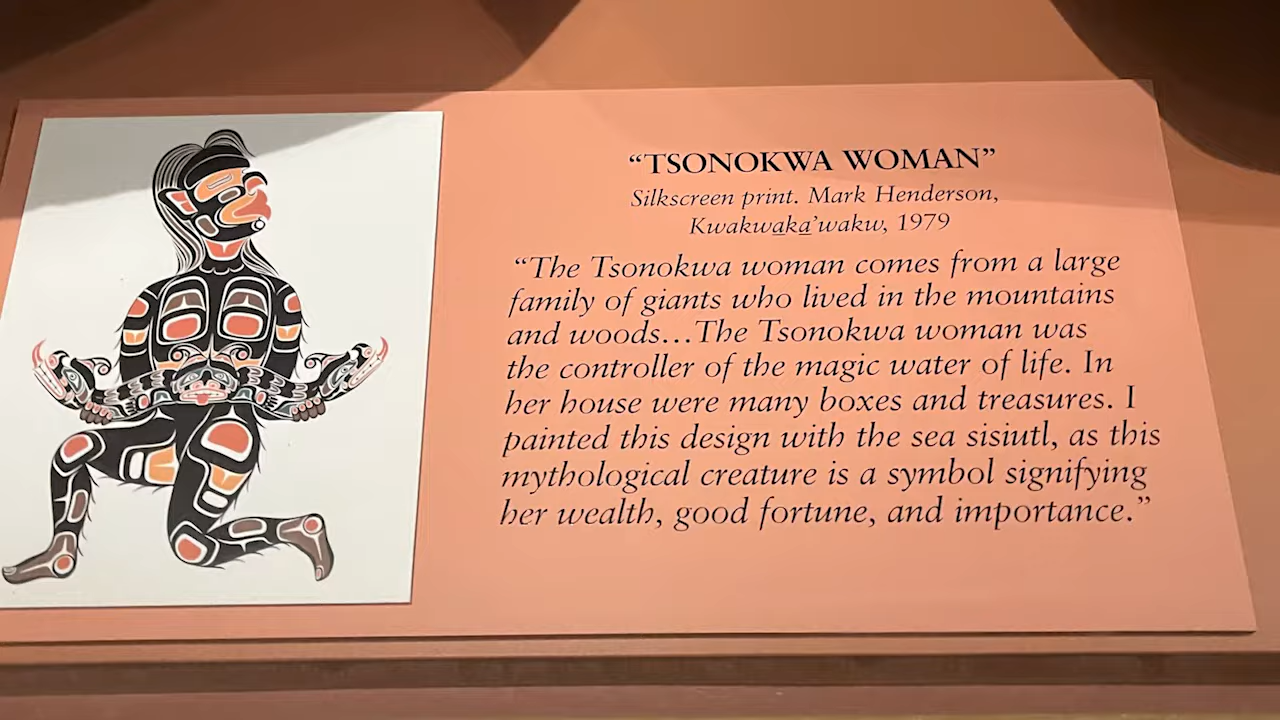 “TSONOKWA WOMAN”
Silkscreen print. Mark Henderson,
Kwakwa̲ka̲’wakw, 1979
“The Tsonokwa woman comes from a large
family of giants who lived in the mountains
and woods…The Tsonokwa woman was
the controller of the magic water of life. In
her house were many boxes and treasures. I
painted this design with the sea sisiutl, as this
mythological creature is a symbol signifying
her wealth, good fortune, and importance.”